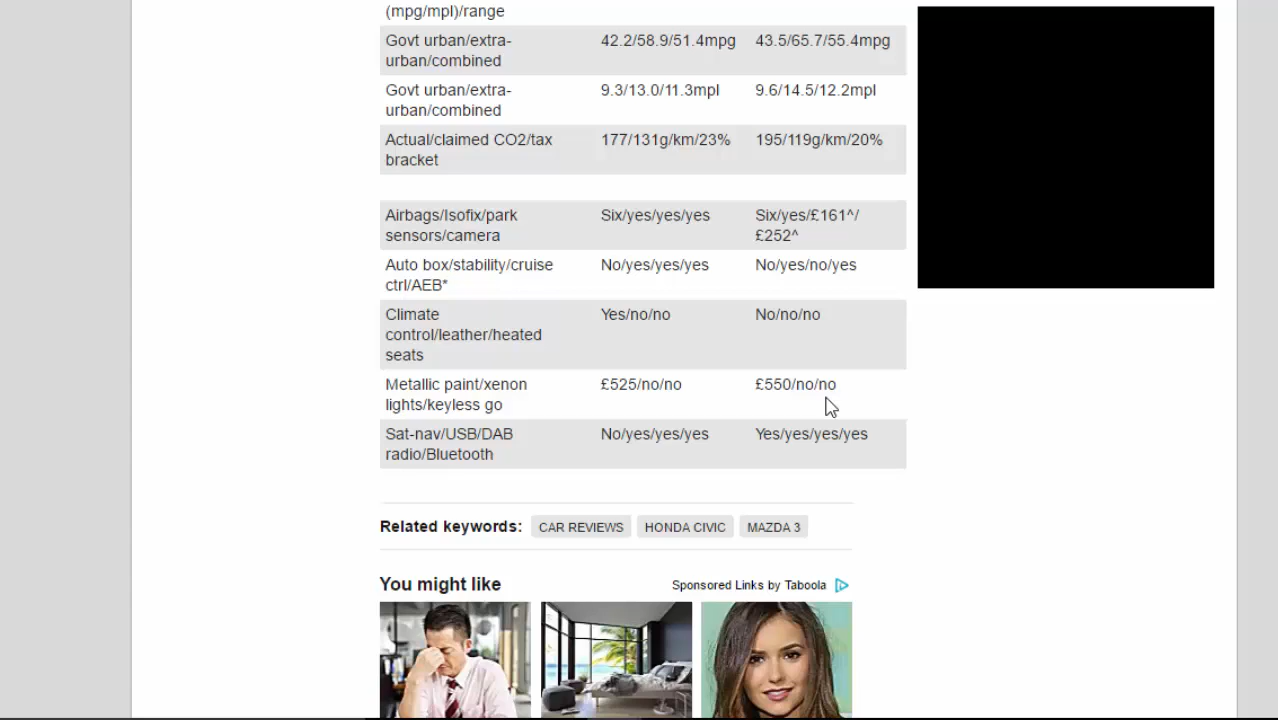 (mpg/mpl)/range
Govt urban/extra- 42.2/58.9/51.4mpg 43.5/65.7/55.4mpg
urban/combined
Govt urban/extra- 9.3/13.0/11.3mpl 9.6/14.5/12.2mpl
urban/combined
Actual/claimed CO2/tax 177/131g/km/23% 195/119g/km/20%
bracket
Airbags/Isofix/park Six/yes/yes/yes Six/yes/£161^/
sensors/camera £252^
Auto box/stability/cruise No/yes/yes/yes No/yes/no/yes
ctrl/AEB*
Climate Yes/no/no No/no/no
control/leather/heated
seats
Metallic paint/xenon £525/no/no £550/no/no
lights/keyless go
Sat-nav/USB/DAB No/yes/yes/yes Yes/yes/yes/yes
radio/Bluetooth
Related keywords: CAR REVIEWS HONDA CIVIC MAZDA 3
You might like Sponsored Links by Taboola